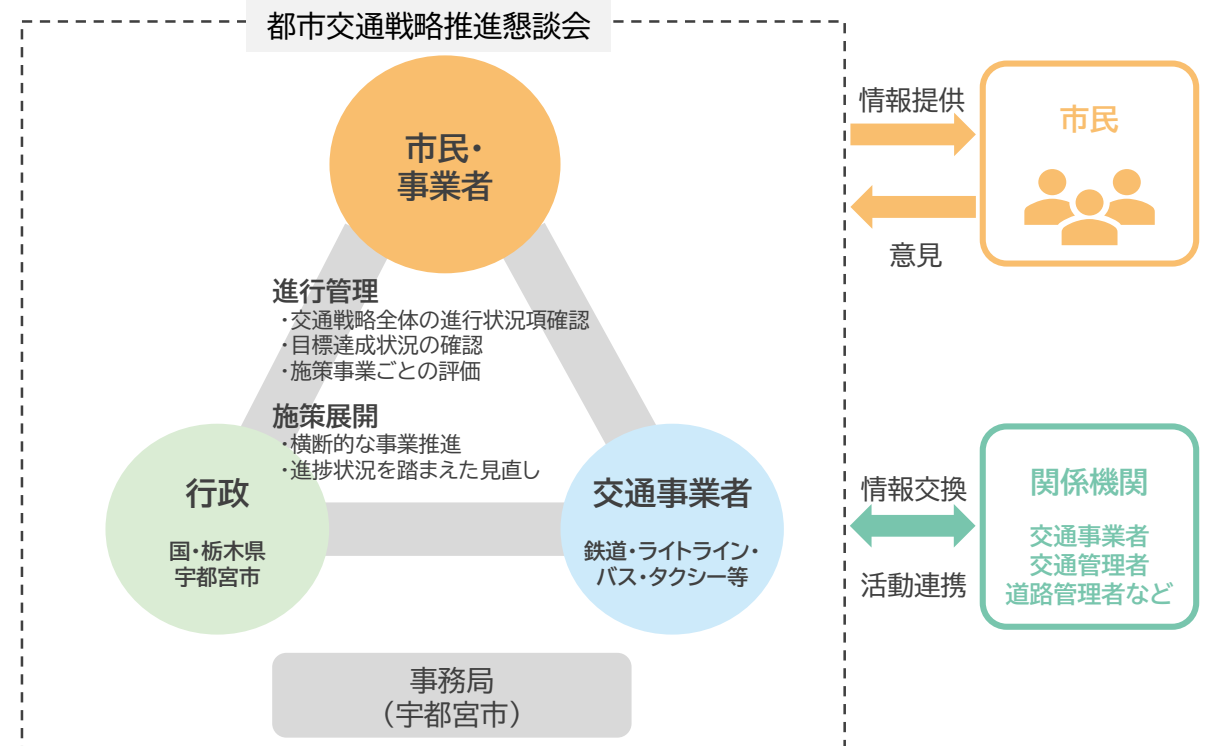 都市交通戦略推進懇談会
市民・
事業者
進行管理
・交通戦略全体の進行状況項確認
・目標達成状況の確認
・施策事業ごとの評価
施策展開
・横断的な事業推進
・進捗状況を踏まえた見直し
行政
国・栃木県
宇都宮市
交通事業者
鉄道・ライトライン・
バス・タクシー等
事務局
（宇都宮市）
情報提供
意見
市民
情報交換
活動連携
関係機関
交通事業者
交通管理者
道路管理者など